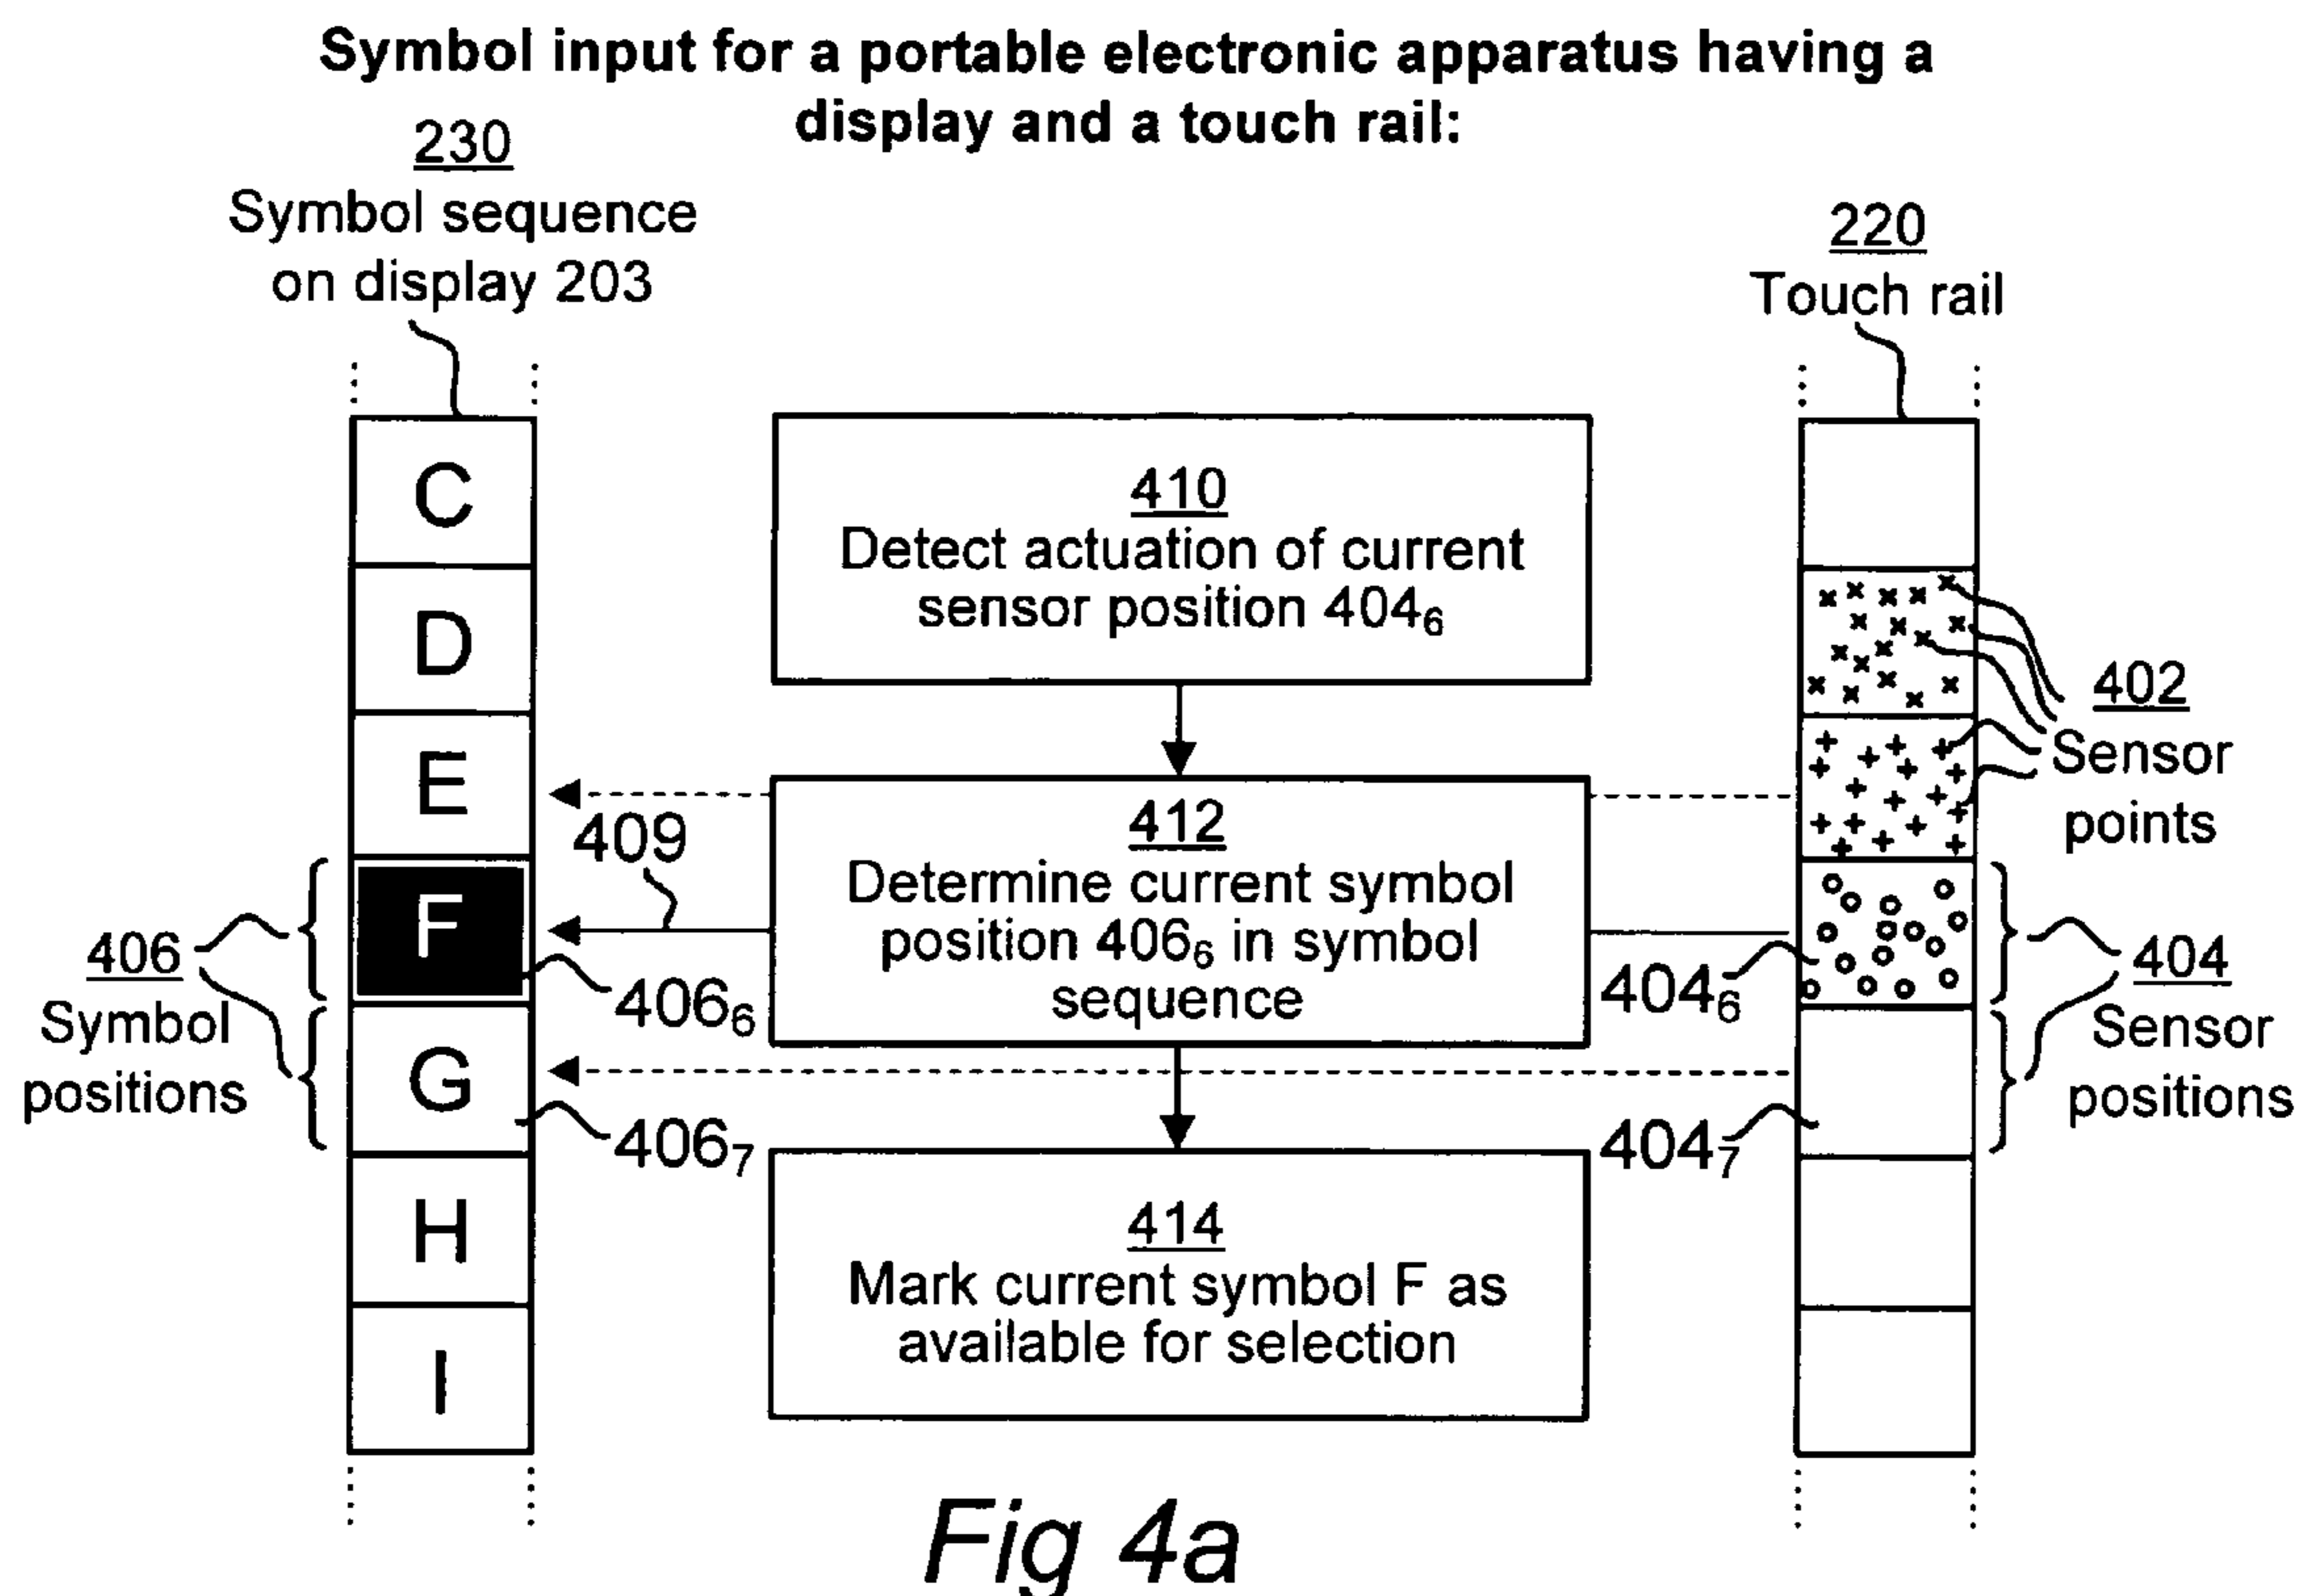 Symbol input for a portable electronic apparatus having a
display and a touch rail:
230
Symbol sequence
on display 203
220
Touch rail
C
D
E
F
G
H
I
406
Symbol
positions
409
406₆
406₇
410
Detect actuation of current
sensor position 404₆
412
Determine current symbol
position 406₆ in symbol
sequence
414
Mark current symbol F as
available for selection
404₆
404₇
402
Sensor
points
404
Sensor
positions
Fig 4a